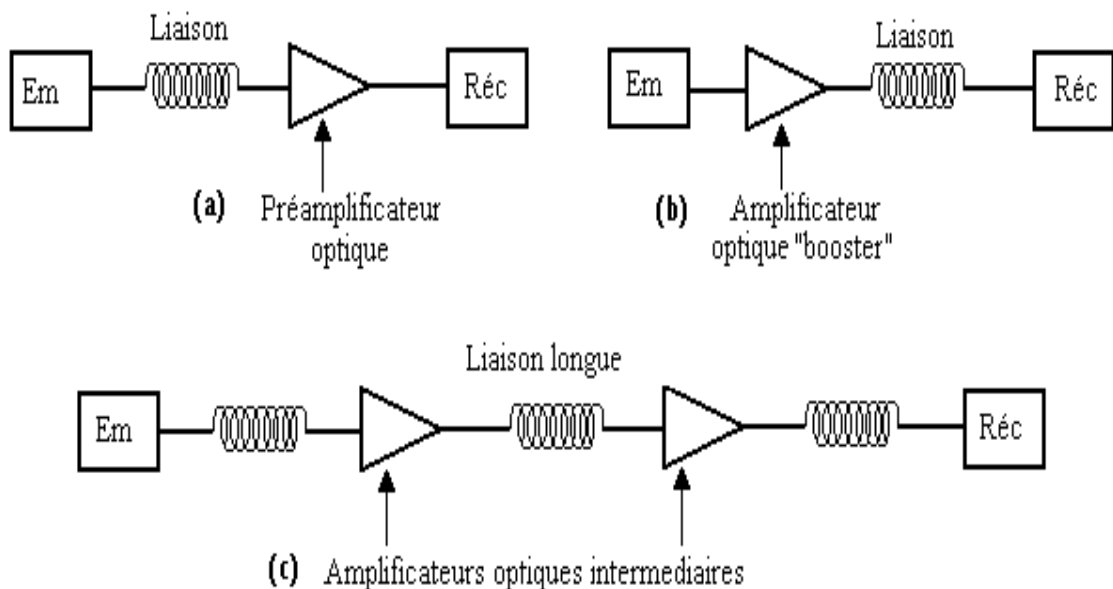 Liaison
Em
Réc
(a) Préamplificateur
optique
Liaison
Em
Réc
(b) Amplificateur
optique "booster"
Liaison longue
Em
Réc
(c) Amplificateurs optiques intermediaires